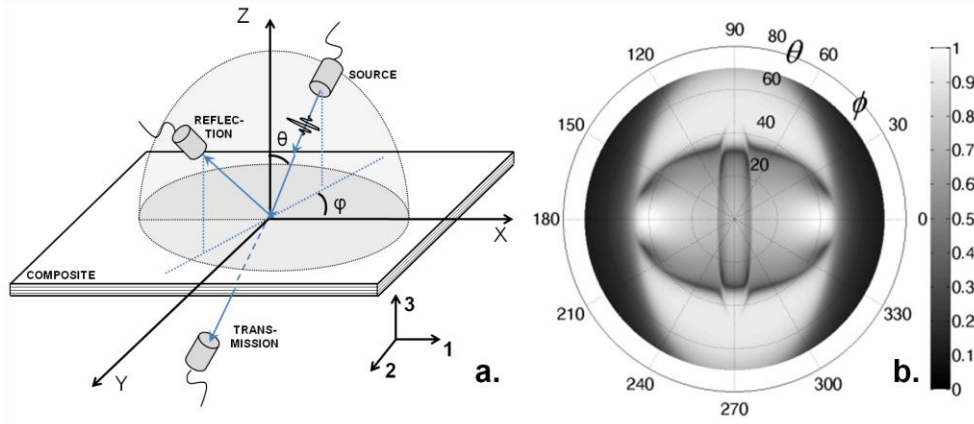 Z
SOURCE
REFLEC-
TION
θ
φ
X
COMPOSITE
TRANS-
MISSION
Y
3
1
2
a.
90
80
θ
120
60
60
ϕ
40
150
30
20
180
0
210
330
240
300
270
b.
1
0.9
0.8
0.7
0.6
0.5
0.4
0.3
0.2
0.1
0